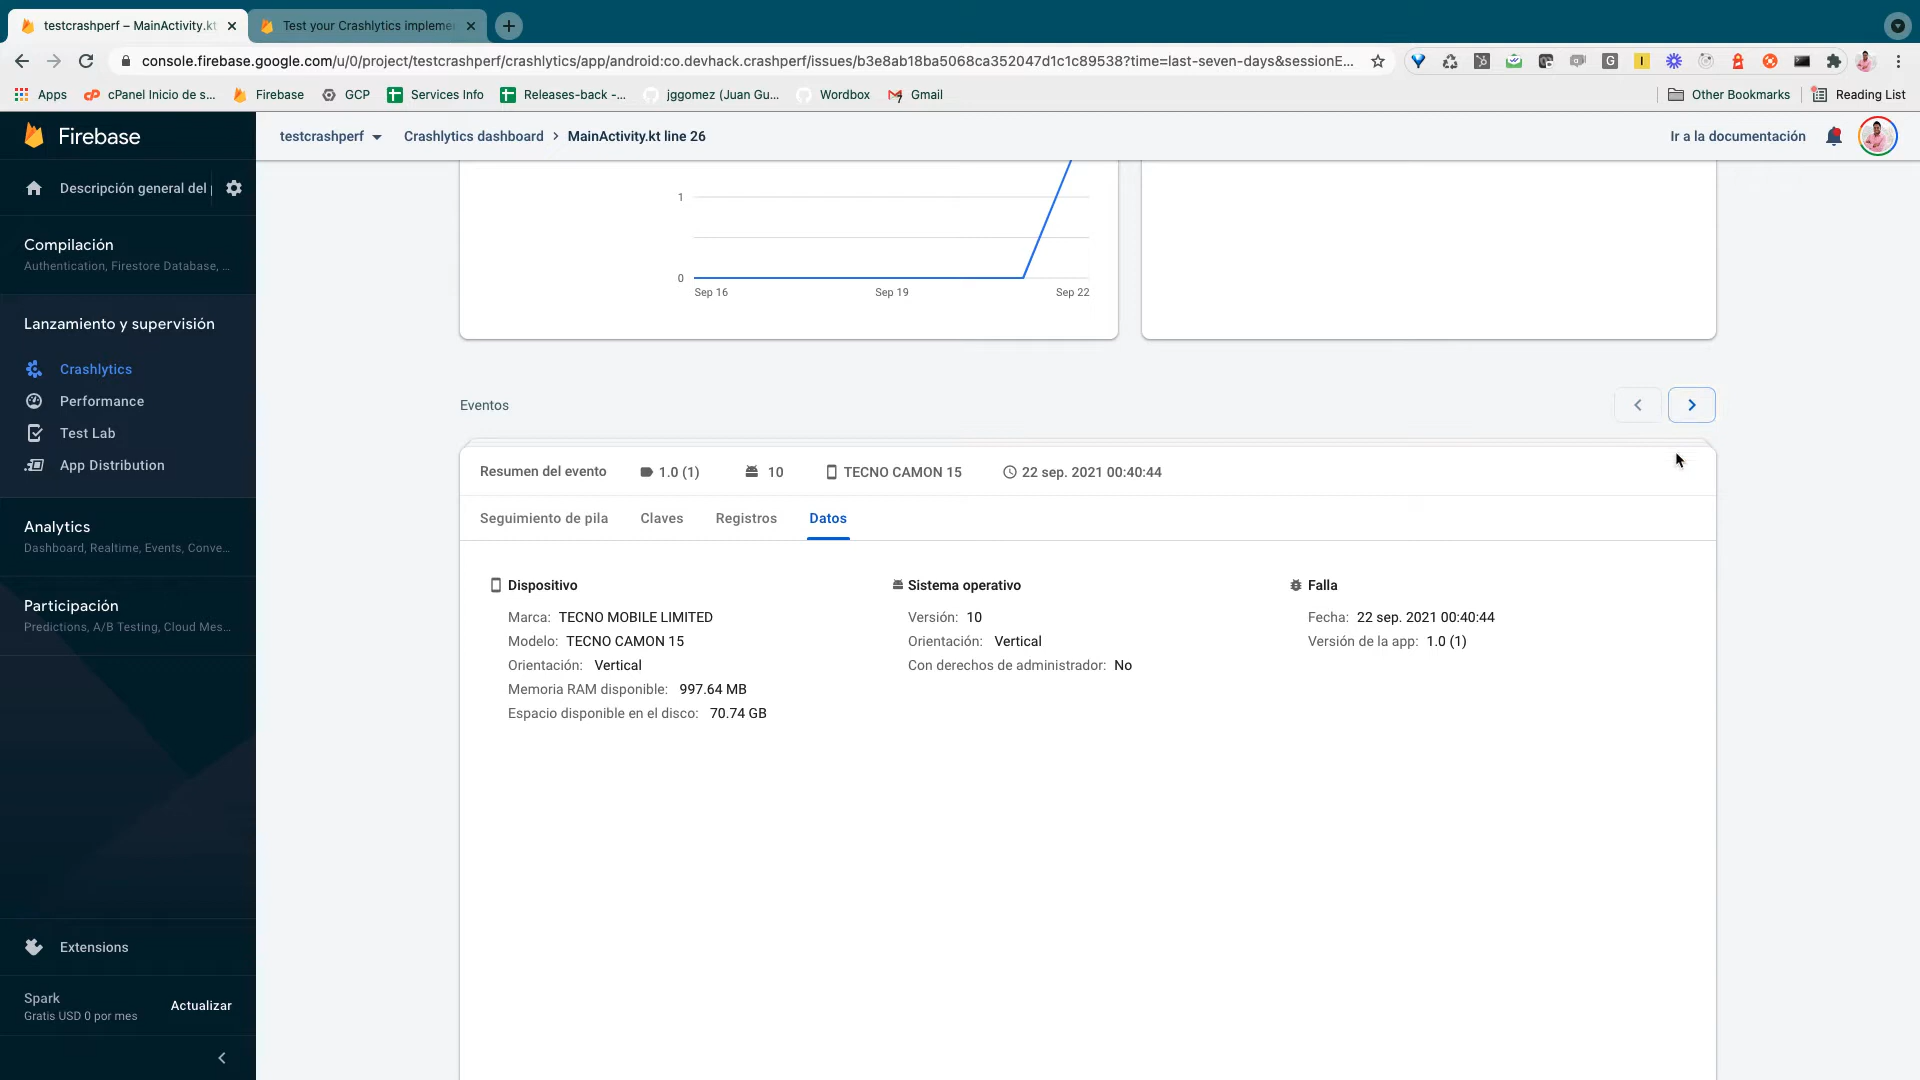 testcrashperf – MainActivity.kt
Test your Crashlytics impleme
console.firebase.google.com/u/0/project/testcrashperf/crashlytics/app/android:co.devhack.crashperf/issues/b3e8ab18ba5068ca352047d1c1c89538?time=last-seven-days&sessionE...
Apps
cPanel Inicio de s...
Firebase
GCP
Services Info
Releases-back -...
jggomez (Juan Gu...
Wordbox
Gmail
Other Bookmarks
Reading List
Firebase
testcrashperf
Crashlytics dashboard > MainActivity.kt line 26
Ir a la documentación
Descripción general del
Compilación
Authentication, Firestore Database, ...
Lanzamiento y supervisión
Crashlytics
Performance
Test Lab
App Distribution
Analytics
Dashboard, Realtime, Events, Conve...
Participación
Predictions, A/B Testing, Cloud Mes...
Extensions
Spark
Gratis USD 0 por mes
Actualizar
1
0
Sep 16
Sep 19
Sep 22
Eventos
Resumen del evento
1.0 (1)
10
TECNO CAMON 15
22 sep. 2021 00:40:44
Seguimiento de pila
Claves
Registros
Datos
Dispositivo
Marca: TECNO MOBILE LIMITED
Modelo: TECNO CAMON 15
Orientación: Vertical
Memoria RAM disponible: 997.64 MB
Espacio disponible en el disco: 70.74 GB
Sistema operativo
Versión: 10
Orientación: Vertical
Con derechos de administrador: No
Falla
Fecha: 22 sep. 2021 00:40:44
Versión de la app: 1.0 (1)